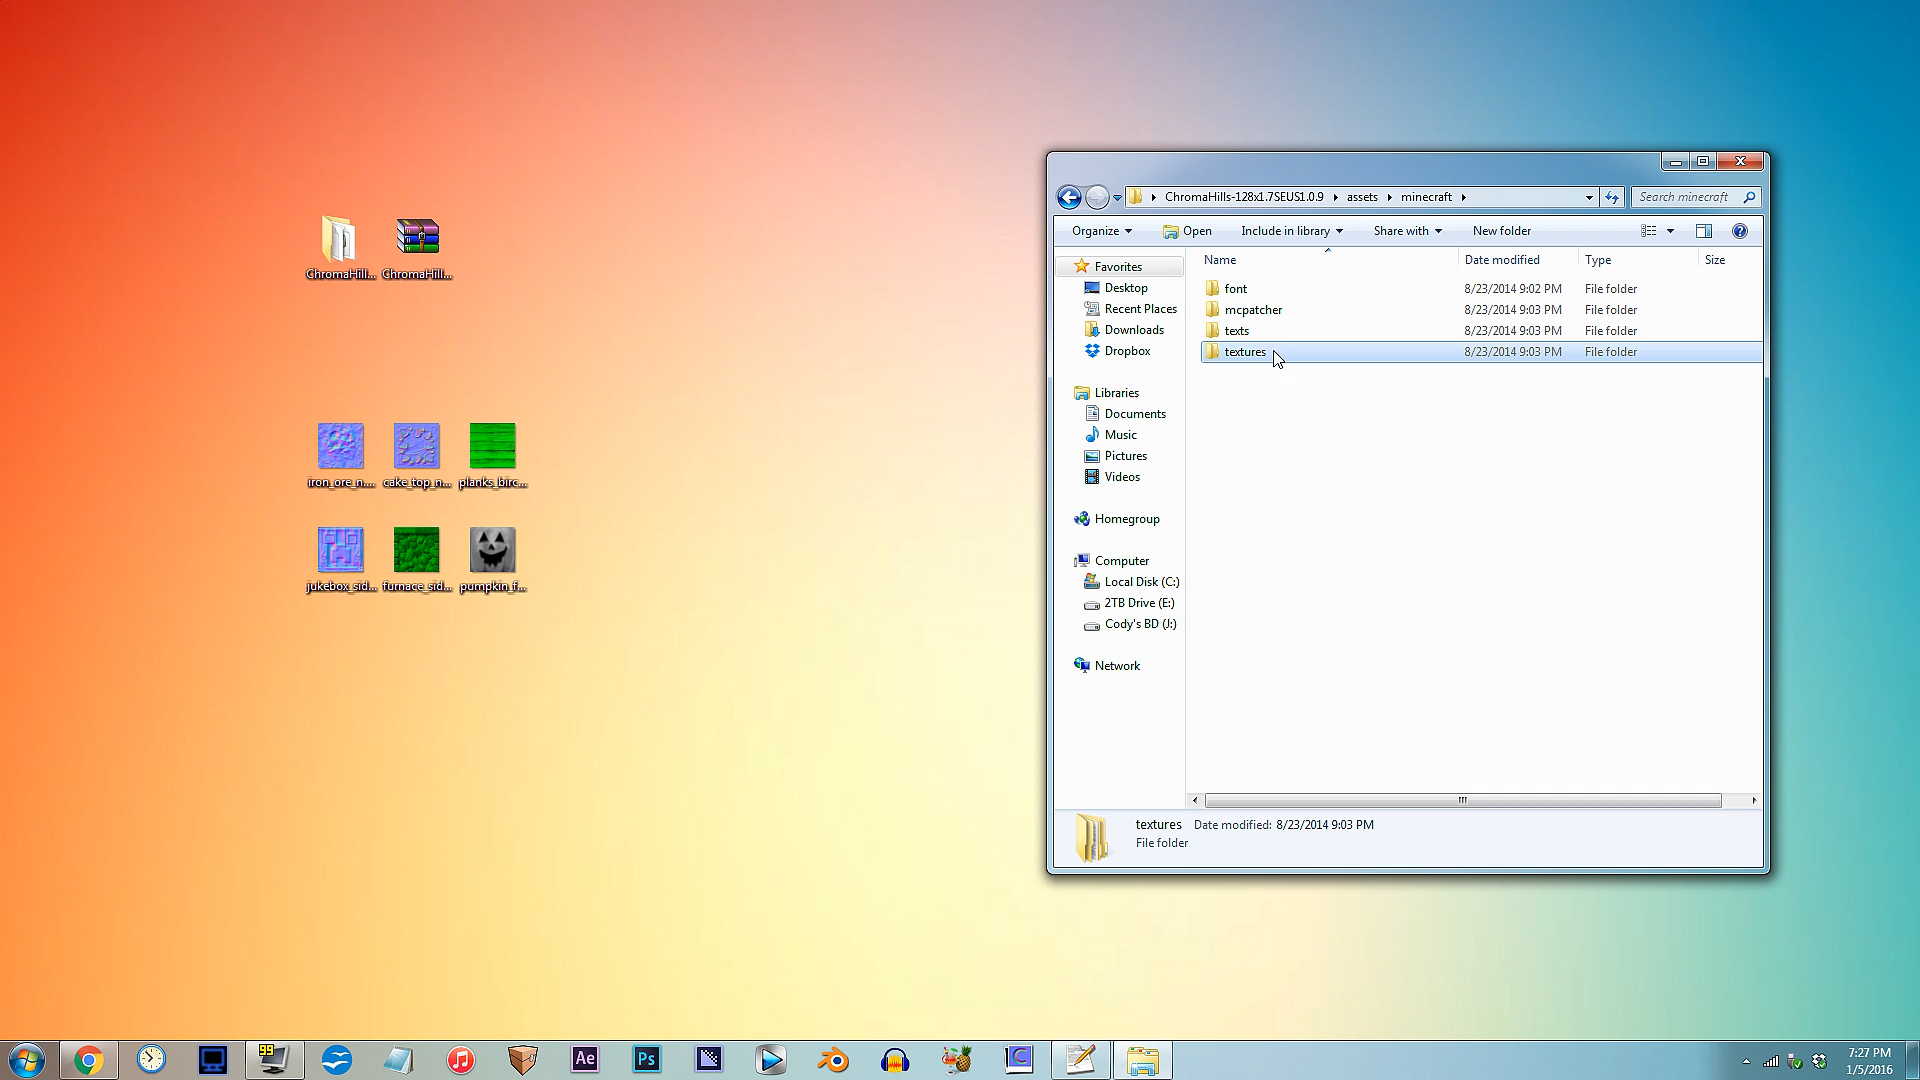 ChromaHill... ChromaHill...
iron_ore_n.... cake_top_n... planks_birc...
jukebox_sid... furnace_sid... pumpkin_f...
ChromaHills-128x1.7SEUS1.0.9 assets minecraft
Search minecraft
Organize Open Include in library Share with New folder
Name Date modified Type Size
font 8/23/2014 9:02 PM File folder
mcpatcher 8/23/2014 9:03 PM File folder
texts 8/23/2014 9:03 PM File folder
textures 8/23/2014 9:03 PM File folder
Favorites
Desktop
Recent Places
Downloads
Dropbox
Libraries
Documents
Music
Pictures
Videos
Homegroup
Computer
Local Disk (C:)
2TB Drive (E:)
Cody's BD (J:)
Network
textures Date modified: 8/23/2014 9:03 PM
File folder
99
Ae
Ps
C
7:27 PM
1/5/2016